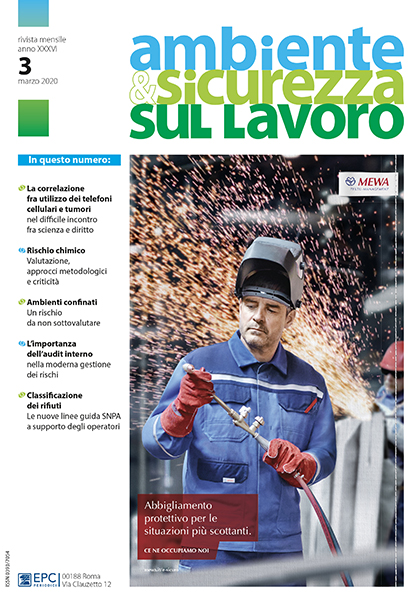 rivista mensile
anno XXXVI
3
marzo 2020
ambiente
&sicurezza
SUL Lavoro
In questo numero:
La correlazione
fra utilizzo dei telefoni
cellulari e tumori
nel difficile incontro
fra scienze e diritto
Rischio chimico
Valutazione,
approcci metodologici
e criticità
Ambienti confinati
Un rischio
da non sottovalutare
L'importanza
dell'audit interno
nella moderna gestione
dei rischi
Classificazione
dei rifiuti
Le nuove linee guida SNPA
a supporto degli operatori
MEWA
TEXTIL-MANAGEMENT
Abbigliamento
protettivo per le
situazioni più scottanti.
CE NE OCCUPIAMO NOI
EPC
PERIODICI
00188 Roma
Via Clauzetto 12